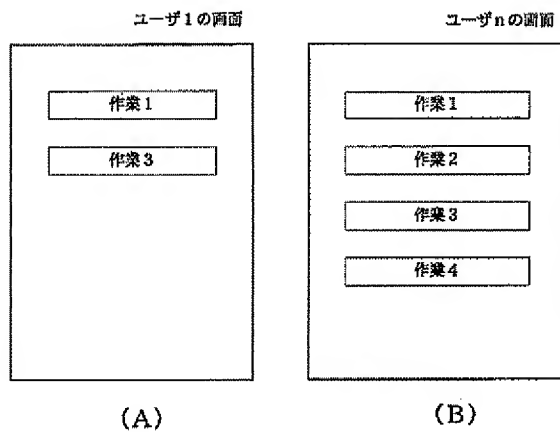 ユーザ1の画面
作業1
作業3
(A)
ユーザnの画面
作業1
作業2
作業3
作業4
(B)